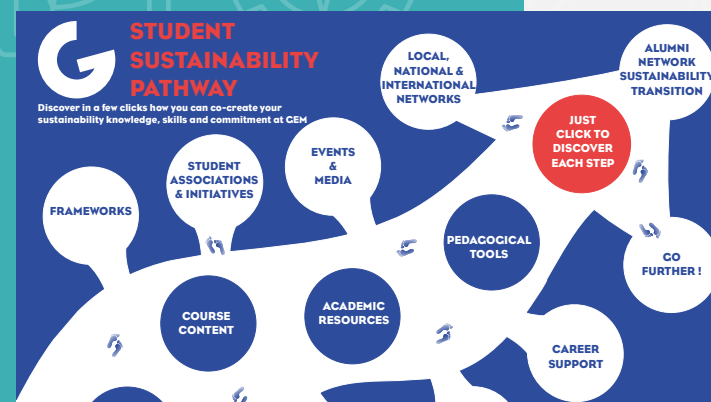 STUDENT
SUSTAINABILITY
PATHWAY
Discover in a few clicks how you can co-create your
sustainability knowledge, skills and commitment at GEM
LOCAL,
NATIONAL &
INTERNATIONAL
NETWORKS
ALUMNI
NETWORK
SUSTAINABILITY
TRANSITION
JUST
CLICK TO
DISCOVER
EACH STEP
EVENTS
&
MEDIA
STUDENT
ASSOCIATIONS
& INITIATIVES
FRAMEWORKS
PEDAGOGICAL
TOOLS
GO
FURTHER !
COURSE
CONTENT
ACADEMIC
RESOURCES
CAREER
SUPPORT